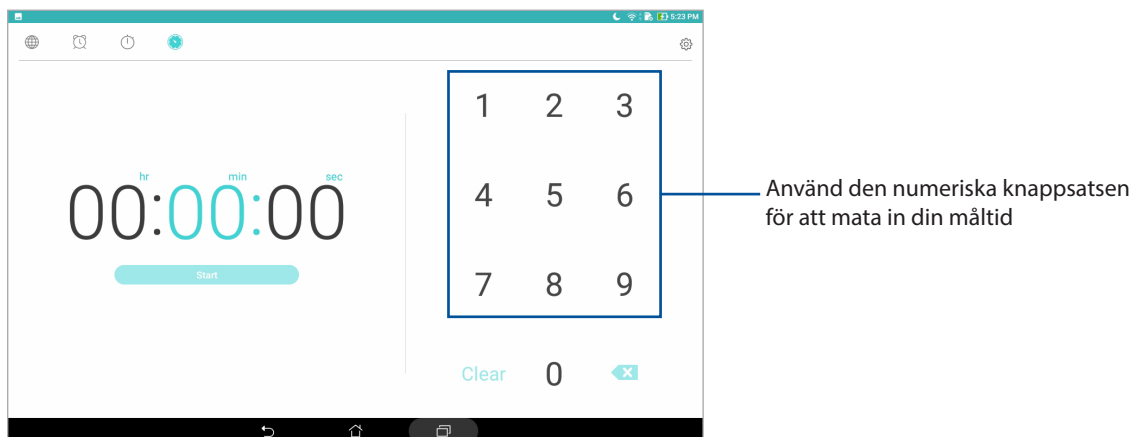 5:23 PM
hr min sec
00:00:00
Start
1 2 3
4 5 6
7 8 9
Clear 0
Använd den numeriska knappsatsen
för att mata in din måltid